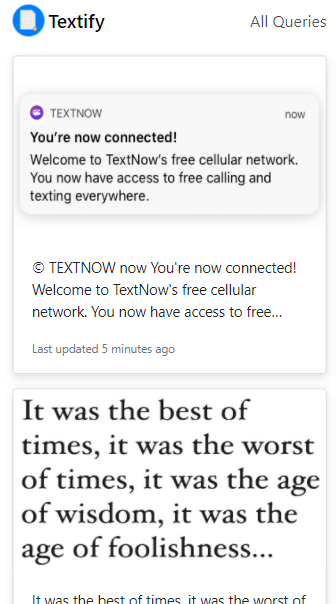 Textify
All Queries
TEXTNOW
now
You're now connected!
Welcome to TextNow's free cellular network.
You now have access to free calling and
texting everywhere.
© TEXTNOW now You're now connected!
Welcome to TextNow's free cellular
network. You now have access to free...
Last updated 5 minutes ago
It was the best of
times, it was the worst
of times, it was the age
of wisdom, it was the
age of foolishness...
It was the best of times, it was the worst of